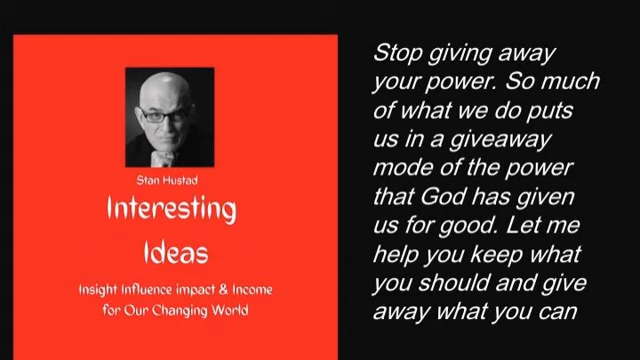 Stan Hustad
Interesting
Ideas
Insight Influence impact & Income
for Our Changing World
Stop giving away
your power. So much
of what we do puts
us in a giveaway
mode of the power
that God has given
us for good. Let me
help you keep what
you should and give
away what you can